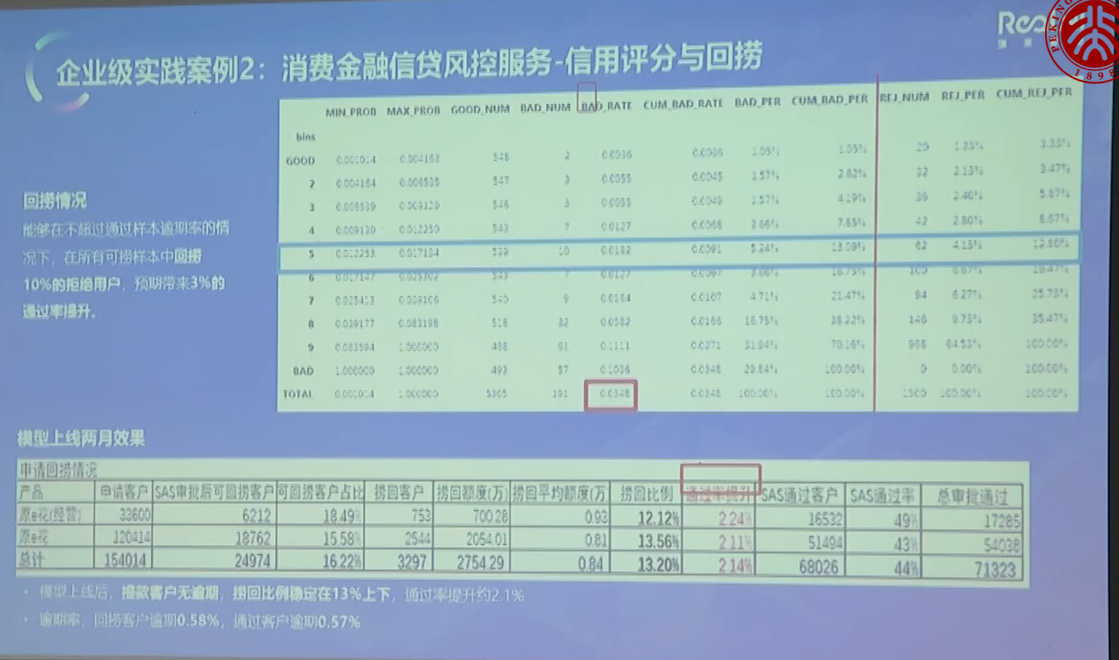 企业级实践案例2：消费金融信贷风控服务-信用评分与回捞
PEKING
1898
MIN_PROB MAX_PROB GOOD_NUM BAD_NUM BAD_RATE CUM_BAD_RATE BAD_PER CUM_BAD_PER REJ_NUM REJ_PER CUM_REJ_PER
bins
GOOD 0.001014 0.004163 548 2 0.0036 0.0036 1.05% 1.05% 20 1.33% 1.33%
2 0.004164 547 3 0.0055 0.0045 1.57% 2.62% 32 2.13% 3.47%
3 0.009129 546 3 0.0055 0.0049 1.57% 4.19% 36 2.40% 5.87%
4 0.009130 0.012250 543 7 0.0127 0.0068 3.66% 7.85% 42 2.80% 8.67%
5 0.017134 10 0.0182 0.0091 5.24% 13.09% 62 4.13% 12.80%
6 543 7 0.0127 0.0097 3.66% 16.75% 100 6.67% 19.47%
7 0.025413 0.039106 540 9 0.0164 0.0107 4.71% 21.47% 94 6.27% 25.73%
8 0.039177 0.083198 518 32 0.0582 0.0166 16.75% 38.22% 146 9.73% 35.47%
9 1.000000 488 61 0.1111 0.0271 31.94% 70.16% 968 64.53% 100.00%
BAD 1.000000 1.000000 493 57 0.1036 0.0348 29.84% 100.00% 0 0.00% 100.00%
TOTAL 0.001014 1.000000 5305 191 0.0348 0.0348 100.00% 100.00% 1500 100.00% 100.00%
回捞情况
能够在不超过通过样本逾期率的情
况下，在所有可捞样本中回捞
10%的拒绝用户，预期带来3%的
通过率提升。
模型上线两月效果
申请回捞情况
产品 申请客户 SAS审批后可回捞客户 可回捞客户占比 捞回客户 捞回额度(万) 捞回平均额度(万 捞回比例 通过率提升 SAS通过客户 SAS通过率 总审批通过
原e花(经营) 33600 6212 18.49% 753 700.28 0.93 12.12% 2.24% 16532 49% 17285
原e花 120414 18762 15.58% 2544 2054.01 0.81 13.56% 2.11% 51494 43% 54038
总计 154014 24974 16.22% 3297 2754.29 0.84 13.20% 2.14% 68026 44% 71323
· 模型上线后，提款客户无逾期，捞回比例稳定在13%上下，通过率提升约2.1%
· 逾期率，回捞客户逾期0.58%，通过客户逾期0.57%